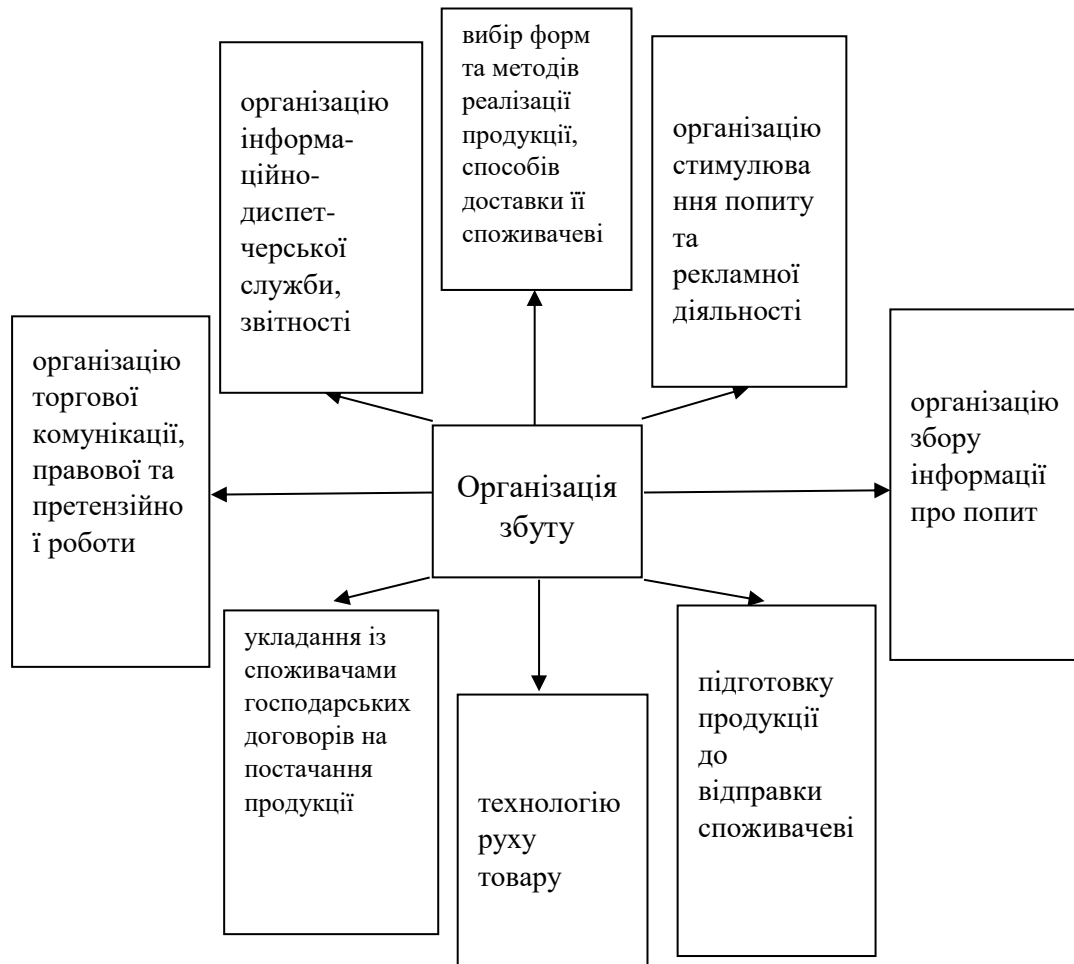 вибір форм
та методів
реалізації
продукції,
способів
доставки її
споживачеві
організацію
інформа-
ційно-
диспет-
черської
служби,
звітності
організацію
стимулюва
ння попиту
та
рекламної
діяльності
організацію
торгової
комунікації,
правової та
претензійно
ї роботи
організацію
збору
інформації
про попит
Організація
збуту
укладання із
споживачами
господарських
договорів на
постачання
продукції
технологію
руху
товару
підготовку
продукції
до
відправки
споживачеві